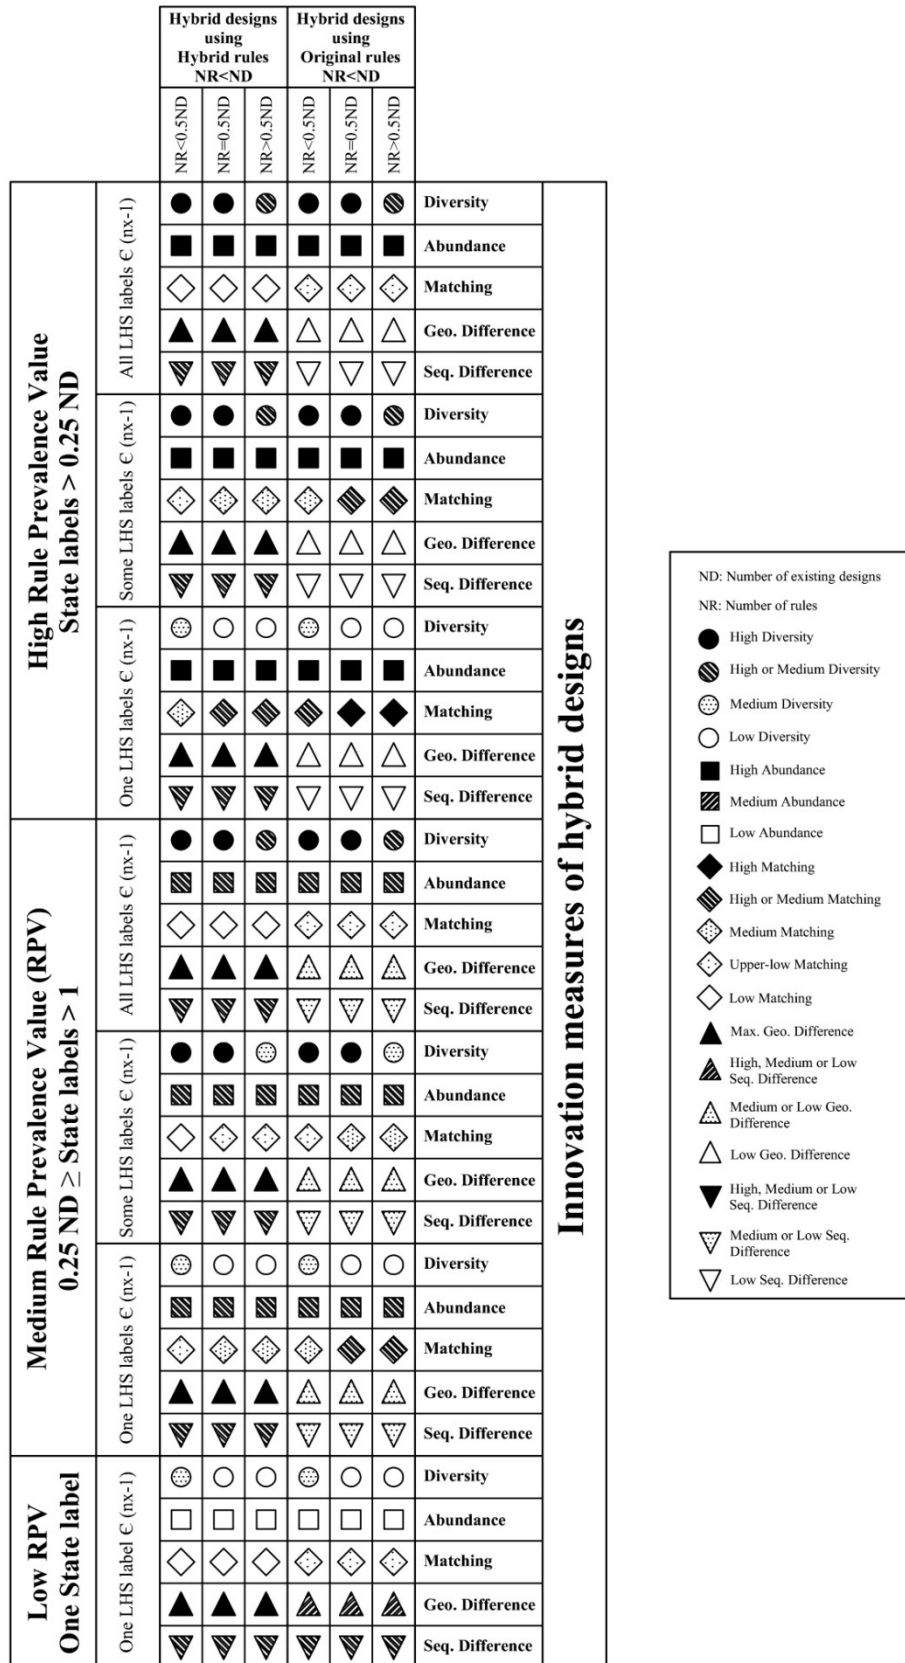 Hybrid designs
using
Hybrid rules
NR<ND
Hybrid designs
using
Original rules
NR<ND
NR<0.5ND
NR=0.5ND
NR>0.5ND
NR<0.5ND
NR=0.5ND
NR>0.5ND
High Rule Prevalence Value
State labels > 0.25 ND
All LHS labels Є (nx-1)
Diversity
Abundance
Matching
Geo. Difference
Seq. Difference
Some LHS labels Є (nx-1)
Diversity
Abundance
Matching
Geo. Difference
Seq. Difference
One LHS labels Є (nx-1)
Diversity
Abundance
Matching
Geo. Difference
Seq. Difference
Medium Rule Prevalence Value (RPV)
0.25 ND ≥ State labels > 1
All LHS labels Є (nx-1)
Diversity
Abundance
Matching
Geo. Difference
Seq. Difference
Some LHS labels Є (nx-1)
Diversity
Abundance
Matching
Geo. Difference
Seq. Difference
One LHS labels Є (nx-1)
Diversity
Abundance
Matching
Geo. Difference
Seq. Difference
Low RPV
One State label
One LHS label Є (nx-1)
Diversity
Abundance
Matching
Geo. Difference
Seq. Difference
Innovation measures of hybrid designs
ND: Number of existing designs
NR: Number of rules
High Diversity
High or Medium Diversity
Medium Diversity
Low Diversity
High Abundance
Medium Abundance
Low Abundance
High Matching
High or Medium Matching
Medium Matching
Upper-low Matching
Low Matching
Max. Geo. Difference
High, Medium or Low
Seq. Difference
Medium or Low Geo.
Difference
Low Geo. Difference
High, Medium or Low
Seq. Difference
Medium or Low Seq.
Difference
Low Seq. Difference